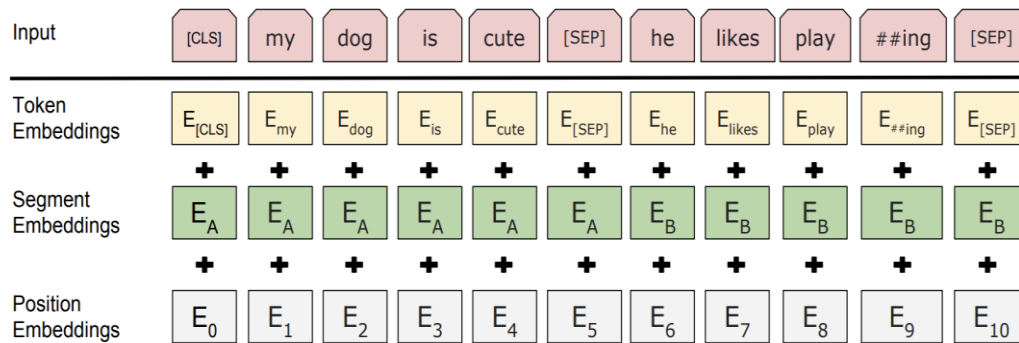 Input [CLS] my dog is cute [SEP] he likes play ##ing [SEP]
Token
Embeddings
E[CLS] Emy Edog Eis Ecute E[SEP] Ehe Elikes Eplay E##ing E[SEP]
+ + + + + + + + + + +
Segment
Embeddings
EA EA EA EA EA EA EB EB EB EB EB
+ + + + + + + + + + +
Position
Embeddings
E0 E1 E2 E3 E4 E5 E6 E7 E8 E9 E10